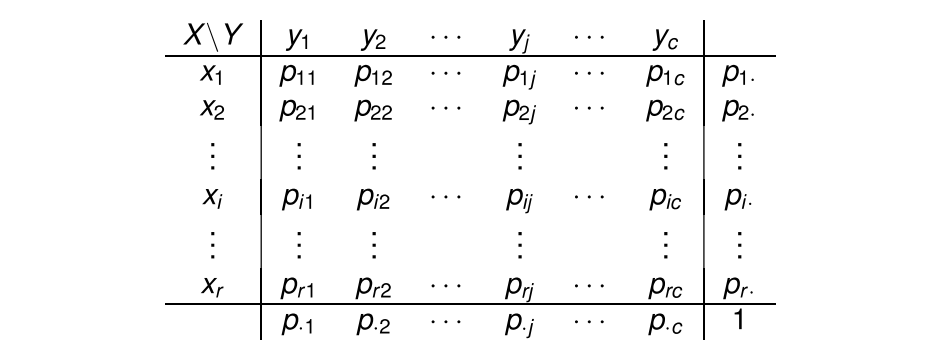 X\Y y₁ y₂ ⋯ yⱼ ⋯ y_c
x₁ p₁₁ p₁₂ ⋯ p₁ⱼ ⋯ p₁c p₁.
x₂ p₂₁ p₂₂ ⋯ p₂ⱼ ⋯ p₂c p₂.
⋮ ⋮ ⋮ ⋮ ⋮ ⋮
xᵢ pᵢ₁ pᵢ₂ ⋯ pᵢⱼ ⋯ pᵢc pᵢ.
⋮ ⋮ ⋮ ⋮ ⋮ ⋮
xᵣ pᵣ₁ pᵣ₂ ⋯ pᵣⱼ ⋯ pᵣc pᵣ.
p.₁ p.₂ ⋯ p.ⱼ ⋯ p.c 1